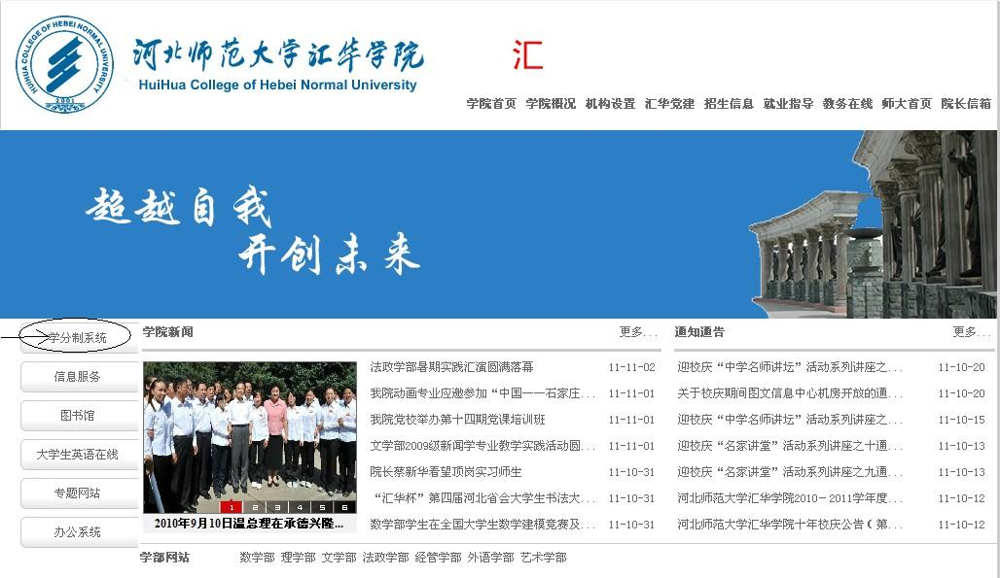 HUIHUA COLLEGE OF HEBEI NORMAL UNIVERSITY
2001
河北师范大学汇华学院
HuiHua College of Hebei Normal University
汇
学院首页 学院概况 机构设置 汇华党建 招生信息 就业指导 教务在线 师大首页 院长信箱
超越自我
开创未来
学分制系统
信息服务
图书馆
大学生英语在线
专题网站
办公系统
学院新闻 更多...
1 2 3 4 5 6
2010年9月10日温总理在承德兴隆...
法政学部暑期实践汇演圆满落幕 11-11-02
我院动画专业应邀参加“中国——石家庄... 11-11-01
我院党校举办第十四期党课培训班 11-11-01
文学部2009级新闻学专业教学实践活动圆... 11-11-01
院长蔡新华看望顶岗实习师生 11-10-31
“汇华杯”第四届河北省会大学生书法大... 11-10-31
数学部学生在全国大学生数学建模竞赛及... 11-10-31
通知通告 更多...
迎校庆“中学名师讲坛”活动系列讲座之... 11-10-20
关于校庆期间图文信息中心机房开放的通... 11-10-20
迎校庆“中学名师讲坛”活动系列讲座之... 11-10-15
迎校庆“名家讲堂”活动系列讲座之十通... 11-10-13
迎校庆“名家讲堂”活动系列讲座之九通... 11-10-13
河北师范大学汇华学院2010－2011学年度... 11-10-12
河北师范大学汇华学院十年校庆公告（第... 11-10-12
学部网站 数学部 理学部 文学部 法政学部 经管学部 外语学部 艺术学部